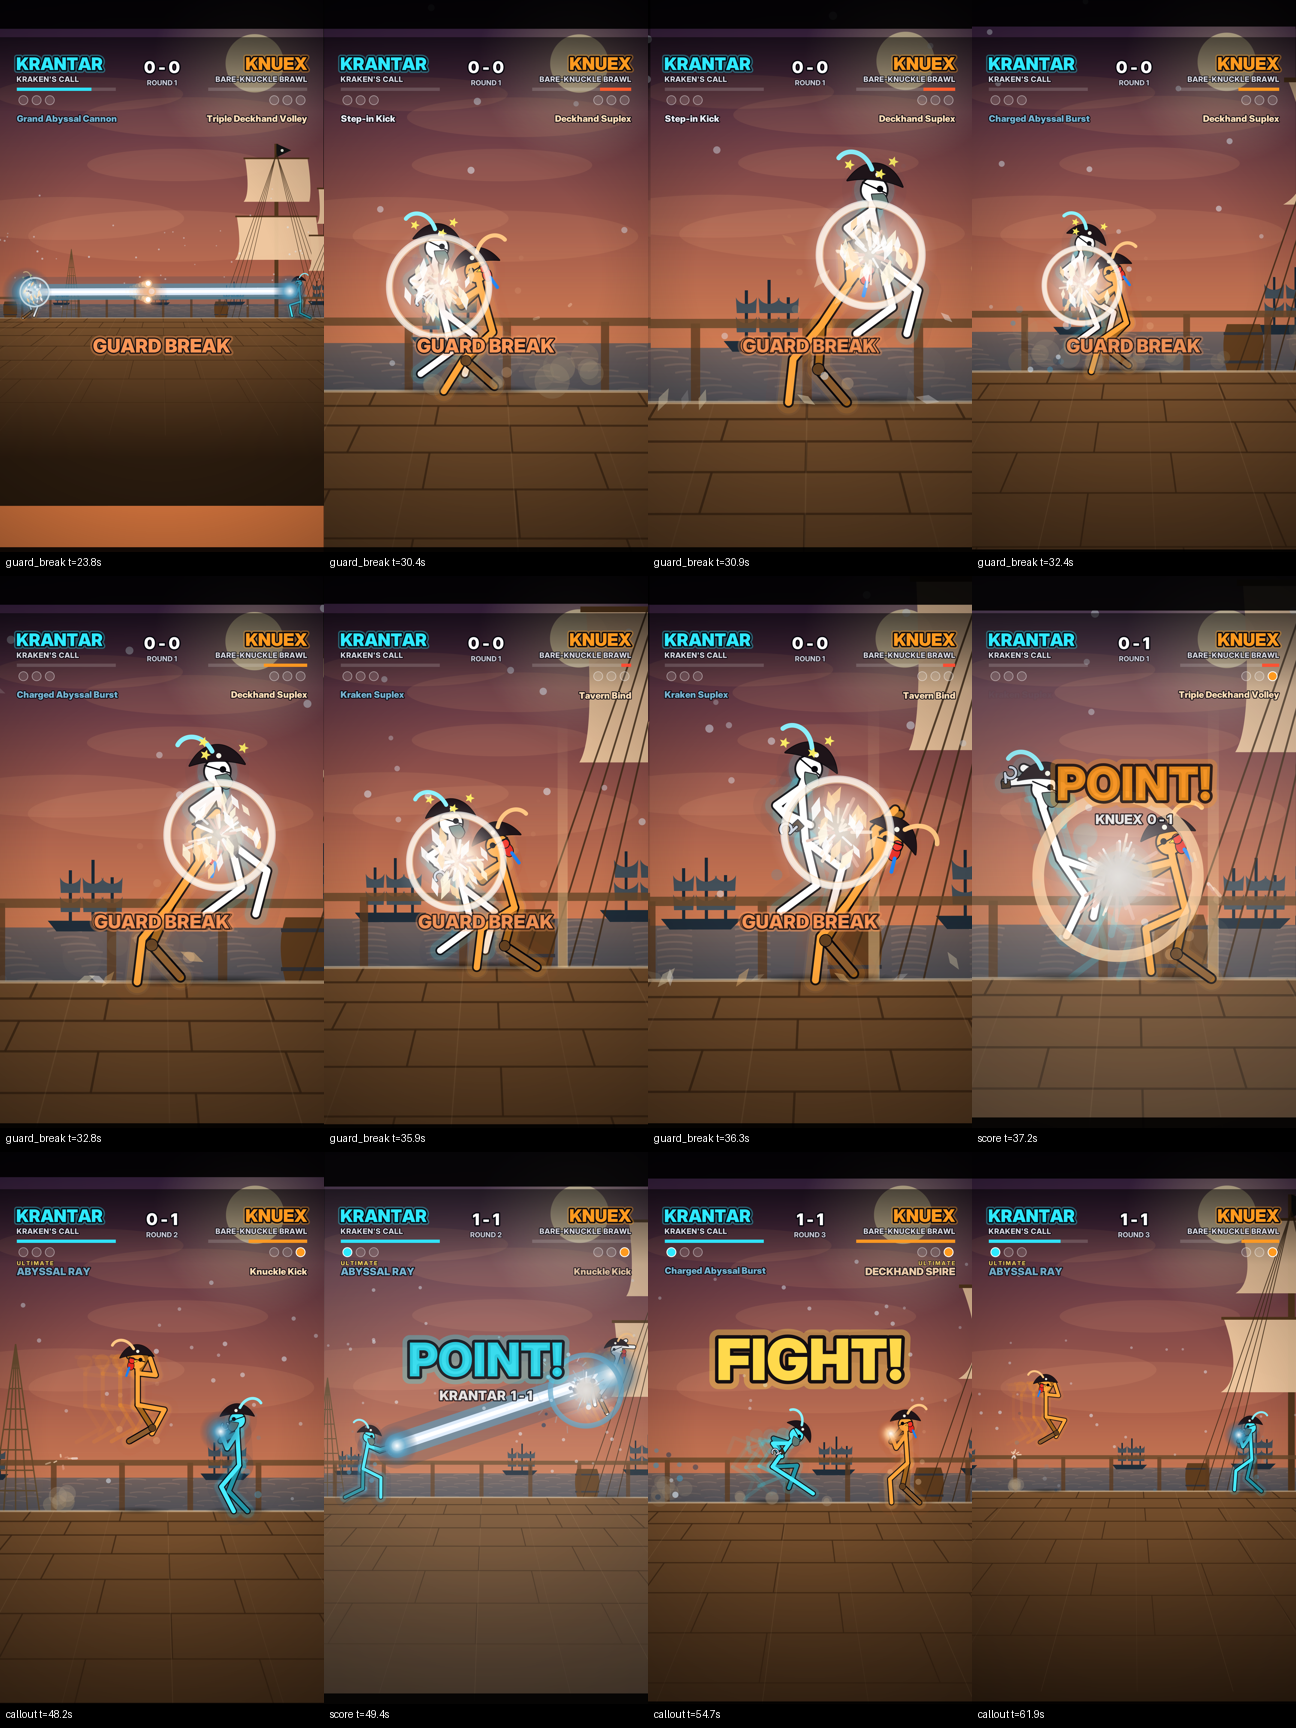 KRANTAR 0-0 KNUEX
KRAKEN'S CALL ROUND 1 BARE-KNUCKLE BRAWL
Grand Abyssal Cannon Triple Deckhand Volley
GUARD BREAK
guard_break t=23.8s
KRANTAR 0-0 KNUEX
KRAKEN'S CALL ROUND 1 BARE-KNUCKLE BRAWL
Step-in Kick Deckhand Suplex
GUARD BREAK
guard_break t=30.4s
KRANTAR 0-0 KNUEX
KRAKEN'S CALL ROUND 1 BARE-KNUCKLE BRAWL
Step-in Kick Deckhand Suplex
GUARD BREAK
guard_break t=30.9s
KRANTAR 0-0 KNUEX
KRAKEN'S CALL ROUND 1 BARE-KNUCKLE BRAWL
Charged Abyssal Burst Deckhand Suplex
GUARD BREAK
guard_break t=32.4s
KRANTAR 0-0 KNUEX
KRAKEN'S CALL ROUND 1 BARE-KNUCKLE BRAWL
Charged Abyssal Burst Deckhand Suplex
GUARD BREAK
guard_break t=32.8s
KRANTAR 0-0 KNUEX
KRAKEN'S CALL ROUND 1 BARE-KNUCKLE BRAWL
Kraken Suplex Tavern Bind
GUARD BREAK
guard_break t=35.9s
KRANTAR 0-0 KNUEX
KRAKEN'S CALL ROUND 1 BARE-KNUCKLE BRAWL
Kraken Suplex Tavern Bind
GUARD BREAK
guard_break t=36.3s
KRANTAR 0-1 KNUEX
KRAKEN'S CALL ROUND 1 BARE-KNUCKLE BRAWL
Triple Deckhand Volley
POINT!
KNUEX 0-1
score t=37.2s
KRANTAR 0-1 KNUEX
KRAKEN'S CALL ROUND 2 BARE-KNUCKLE BRAWL
ULTIMATE
ABYSSAL RAY Knuckle Kick
callout t=48.2s
KRANTAR 1-1 KNUEX
KRAKEN'S CALL ROUND 2 BARE-KNUCKLE BRAWL
ULTIMATE
ABYSSAL RAY Knuckle Kick
POINT!
KRANTAR 1-1
score t=49.4s
KRANTAR 1-1 KNUEX
KRAKEN'S CALL ROUND 3 BARE-KNUCKLE BRAWL
ULTIMATE
Charged Abyssal Burst DECKHAND SPIRE
FIGHT!
callout t=54.7s
KRANTAR 1-1 KNUEX
KRAKEN'S CALL ROUND 3 BARE-KNUCKLE BRAWL
ULTIMATE
ABYSSAL RAY
callout t=61.9s